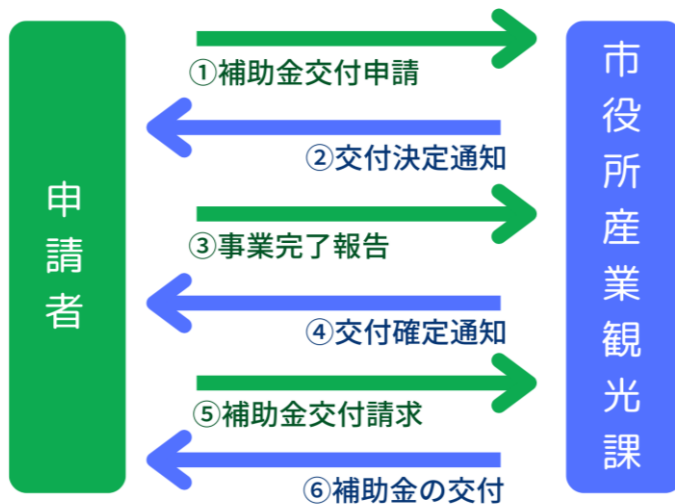 申請者
①補助金交付申請
②交付決定通知
③事業完了報告
④交付確定通知
⑤補助金交付請求
⑥補助金の交付
市役所産業観光課